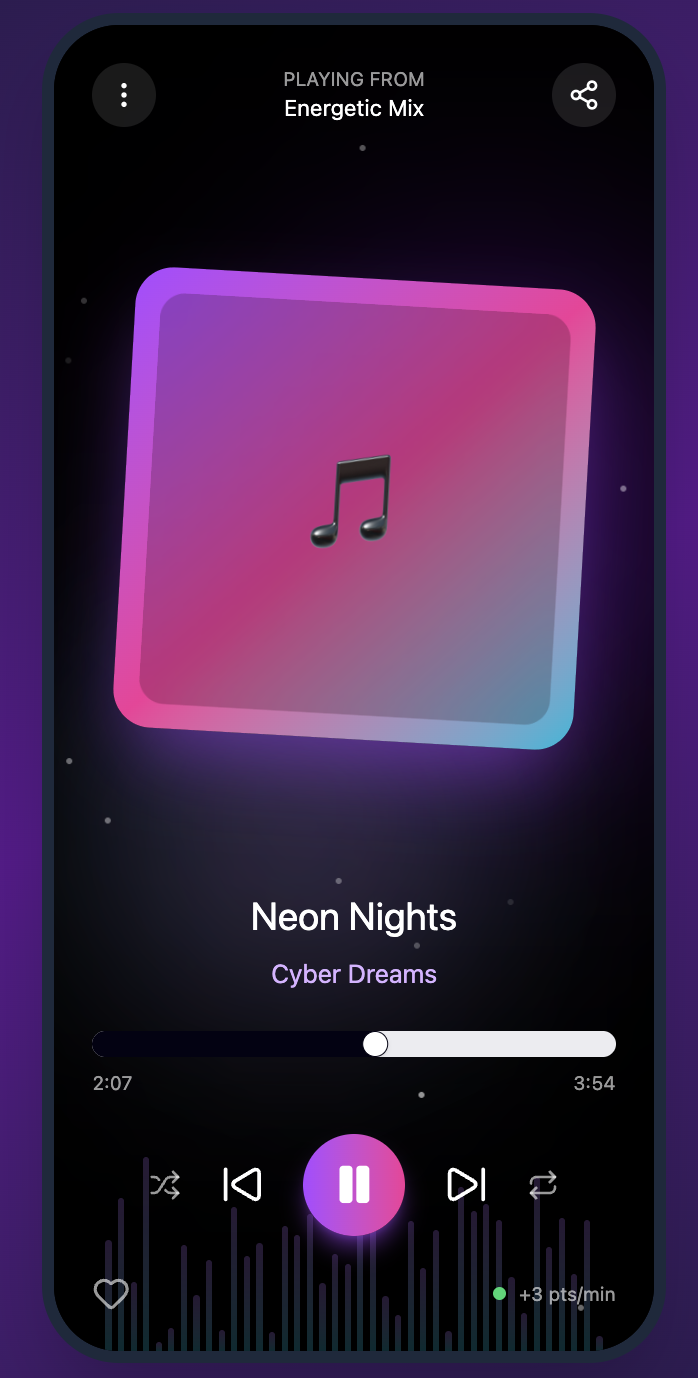 PLAYING FROM
Energetic Mix
Neon Nights
Cyber Dreams
2:07
3:54
+3 pts/min